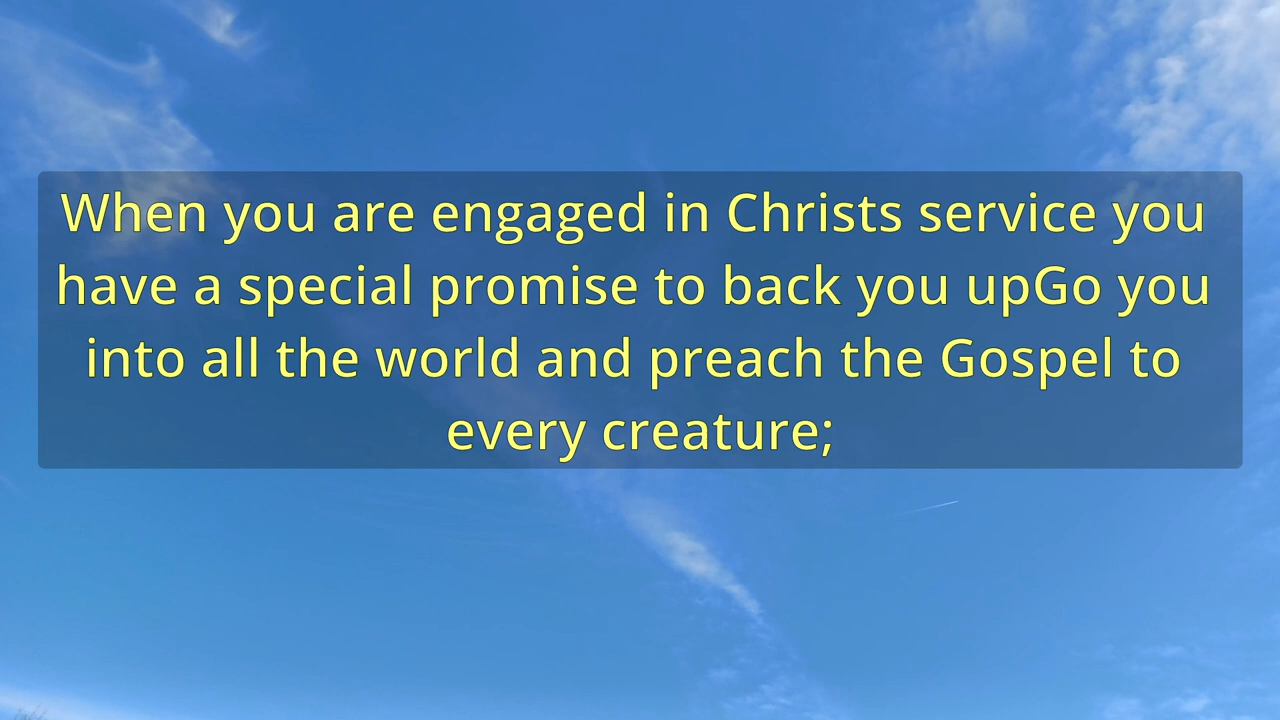 When you are engaged in Christs service you
have a special promise to back you upGo you
into all the world and preach the Gospel to
every creature;